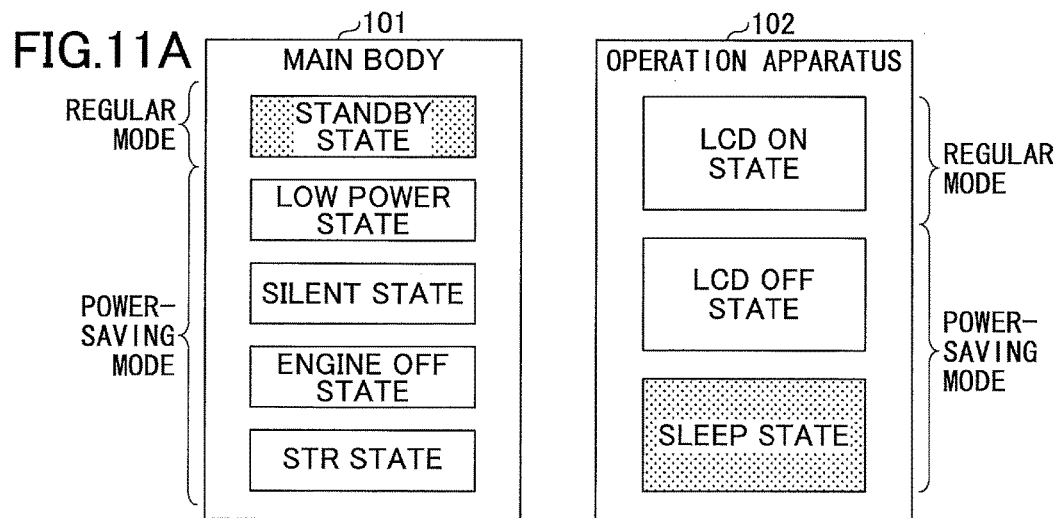 FIG.11A
101
MAIN BODY
REGULAR
MODE
STANDBY
STATE
LOW POWER
STATE
SILENT STATE
POWER-
SAVING
MODE
ENGINE OFF
STATE
STR STATE
102
OPERATION APPARATUS
LCD ON
STATE
REGULAR
MODE
LCD OFF
STATE
POWER-
SAVING
MODE
SLEEP STATE